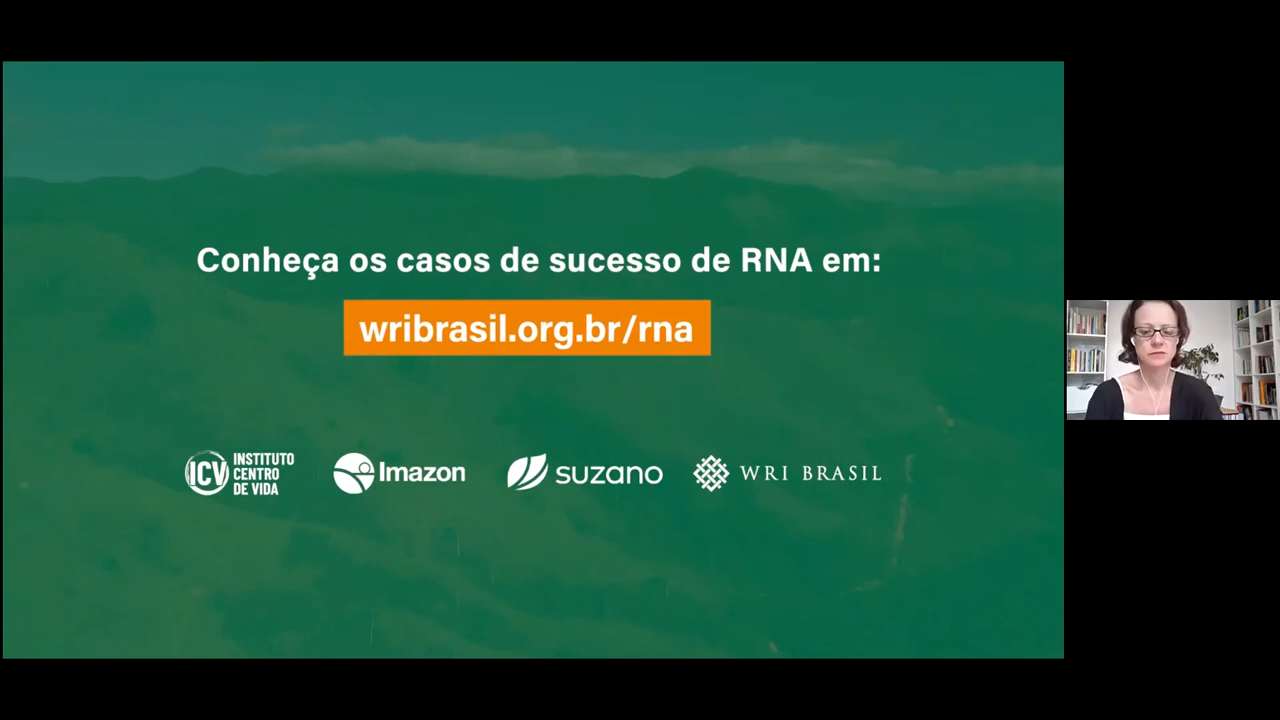 Conheça os casos de sucesso de RNA em:
wribrasil.org.br/rna
ICV INSTITUTO
CENTRO
DE VIDA
Imazon
suzano
WRI BRASIL